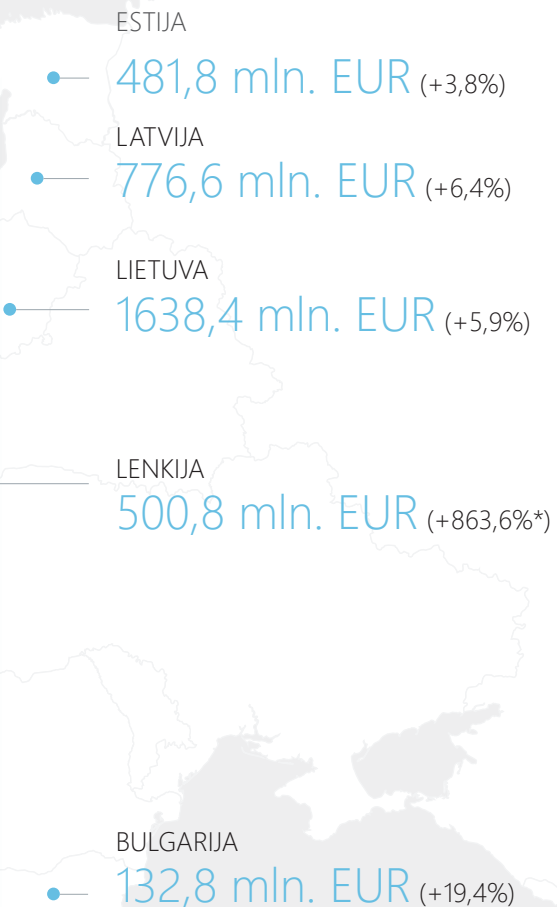 ESTIJA
481,8 mln. EUR (+3,8%)
LATVIJA
776,6 mln. EUR (+6,4%)
LIETUVA
1638,4 mln. EUR (+5,9%)
LENKIJA
500,8 mln. EUR (+863,6%*)
BULGARIJA
132,8 mln. EUR (+19,4%)